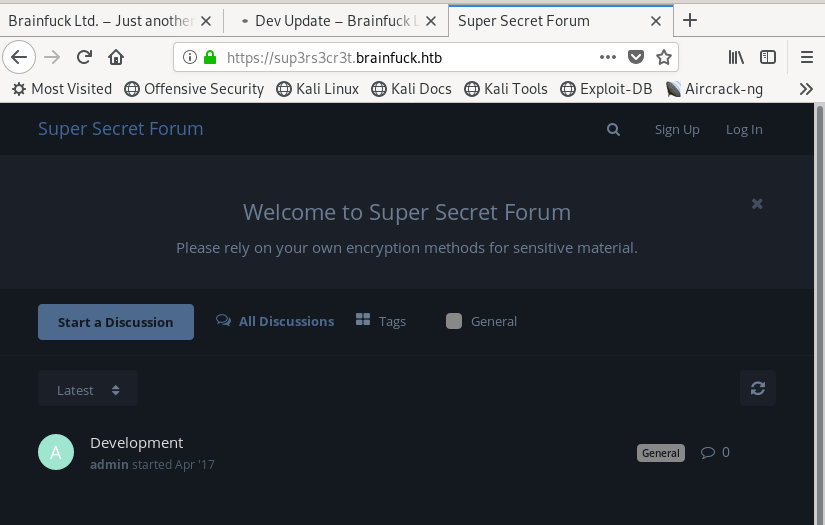 Brainfuck Ltd. – Just another
Dev Update – Brainfuck L
Super Secret Forum
https://sup3rs3cr3t.brainfuck.htb
Most Visited Offensive Security Kali Linux Kali Docs Kali Tools Exploit-DB Aircrack-ng
Super Secret Forum Sign Up Log In
Welcome to Super Secret Forum
Please rely on your own encryption methods for sensitive material.
Start a Discussion All Discussions Tags General
Latest
A Development
admin started Apr '17 General 0